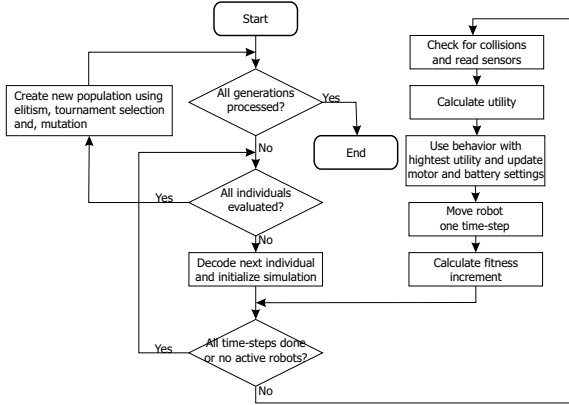 Start
All generations
processed?
Yes
End
No
Create new population using
elitism, tournament selection
and, mutation
All individuals
evaluated?
Yes
No
Decode next individual
and initialize simulation
All time-steps done
or no active robots?
Yes
No
Check for collisions
and read sensors
Calculate utility
Use behavior with
hightest utility and update
motor and battery settings
Move robot
one time-step
Calculate fitness
increment